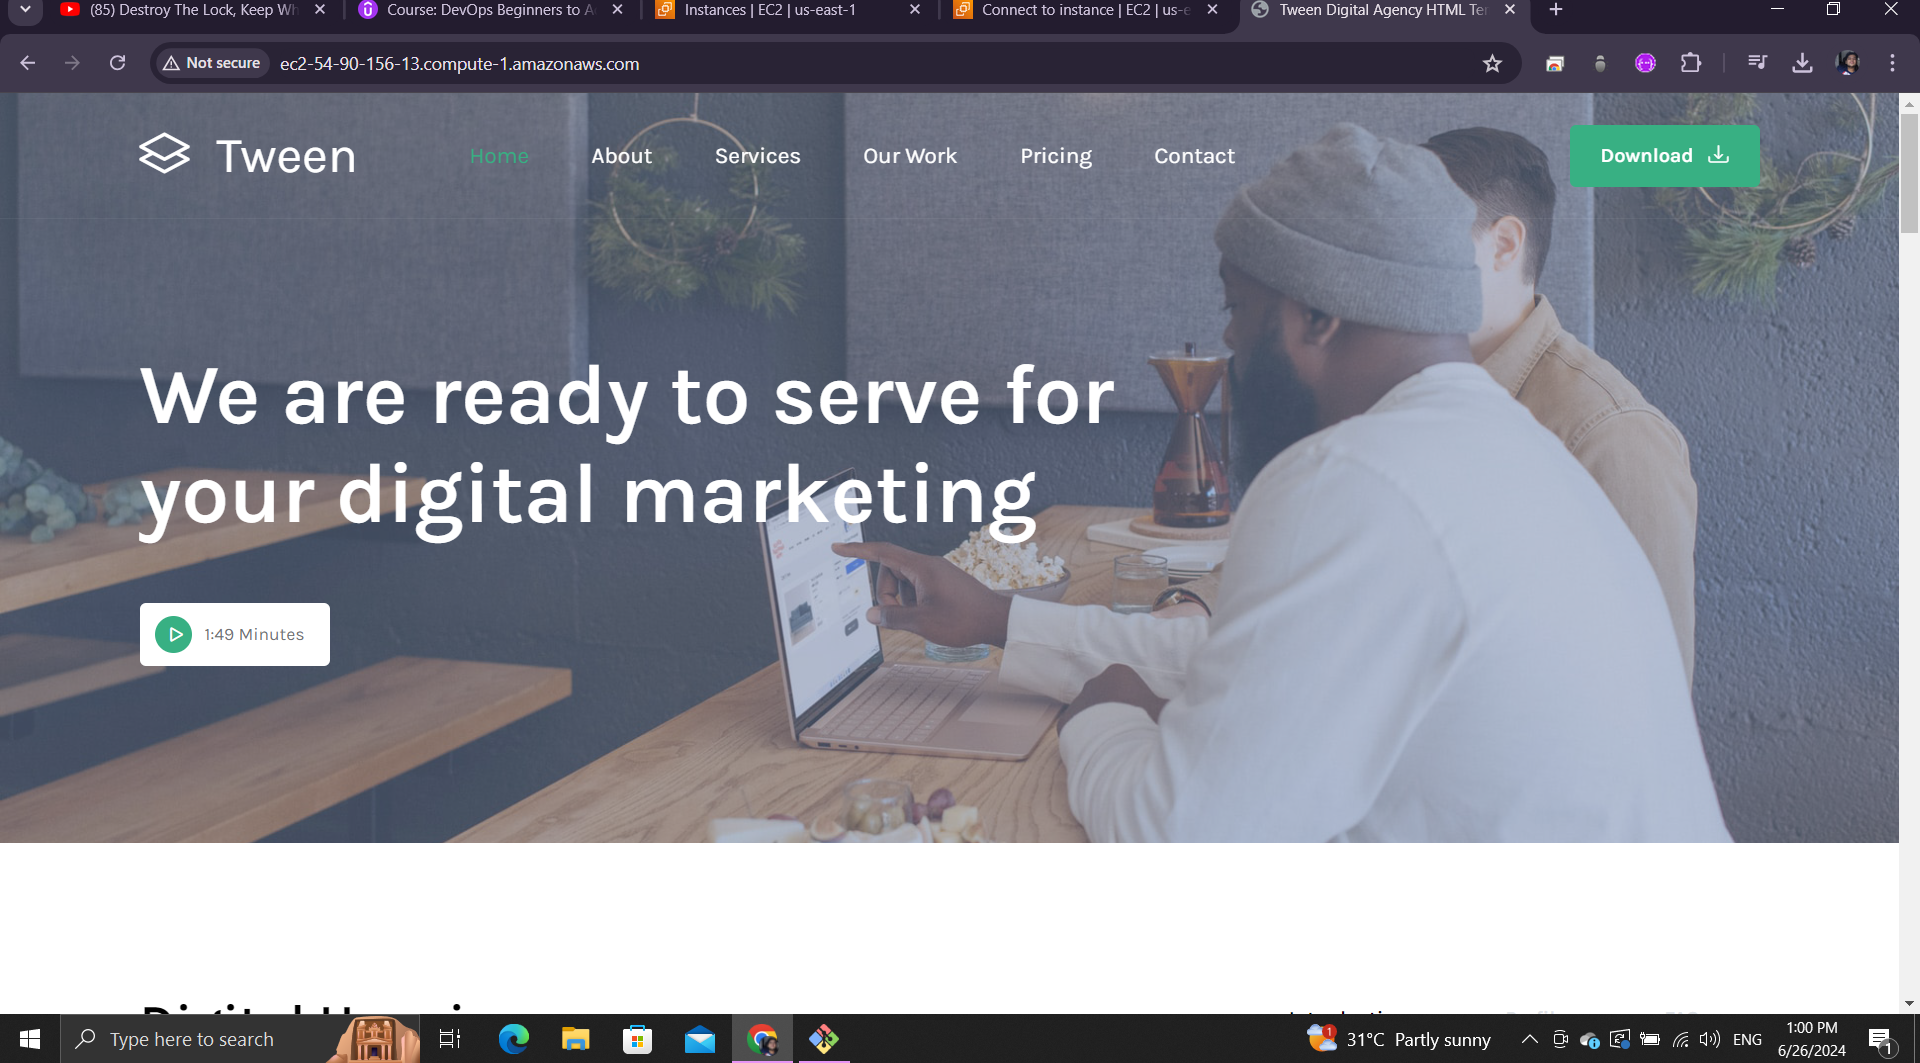 (85) Destroy The Lock, Keep Wh
Course: DevOps Beginners to A
Instances | EC2 | us-east-1
Connect to instance | EC2 | us-e
Tween Digital Agency HTML Ter
Not secure
ec2-54-90-156-13.compute-1.amazonaws.com
Tween
Home
About
Services
Our Work
Pricing
Contact
Download
We are ready to serve for
your digital marketing
1:49 Minutes
Type here to search
1
31°C Partly sunny
ENG
1:00 PM
6/26/2024
1